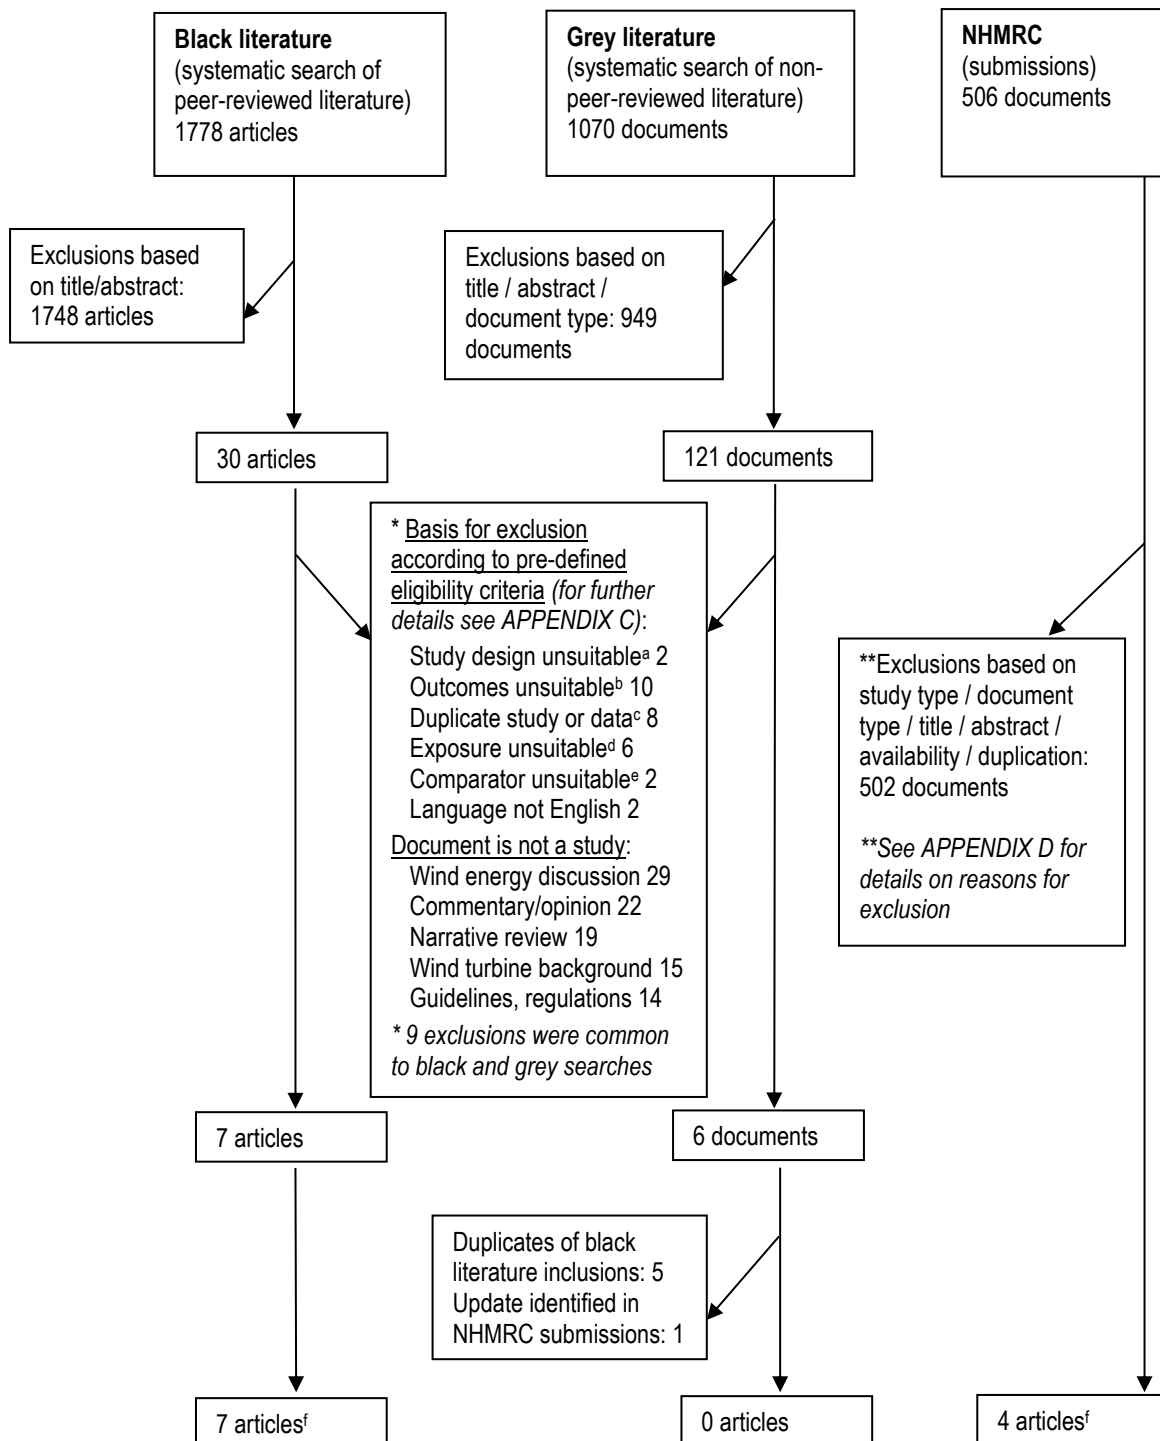 Black literature
(systematic search of
peer-reviewed literature)
1778 articles
Grey literature
(systematic search of non-
peer-reviewed literature)
1070 documents
NHMRC
(submissions)
506 documents
Exclusions based
on title/abstract:
1748 articles
Exclusions based on
title / abstract /
document type: 949
documents
30 articles
121 documents
* Basis for exclusion
according to pre-defined
eligibility criteria (for further
details see APPENDIX C):
Study design unsuitableᵃ 2
Outcomes unsuitableᵇ 10
Duplicate study or dataᶜ 8
Exposure unsuitableᵈ 6
Comparator unsuitableᵉ 2
Language not English 2
Document is not a study:
Wind energy discussion 29
Commentary/opinion 22
Narrative review 19
Wind turbine background 15
Guidelines, regulations 14
* 9 exclusions were common
to black and grey searches
**Exclusions based on
study type / document
type / title / abstract /
availability / duplication:
502 documents
**See APPENDIX D for
details on reasons for
exclusion
7 articles
6 documents
Duplicates of black
literature inclusions: 5
Update identified in
NHMRC submissions: 1
7 articlesᶠ
0 articles
4 articlesᶠ